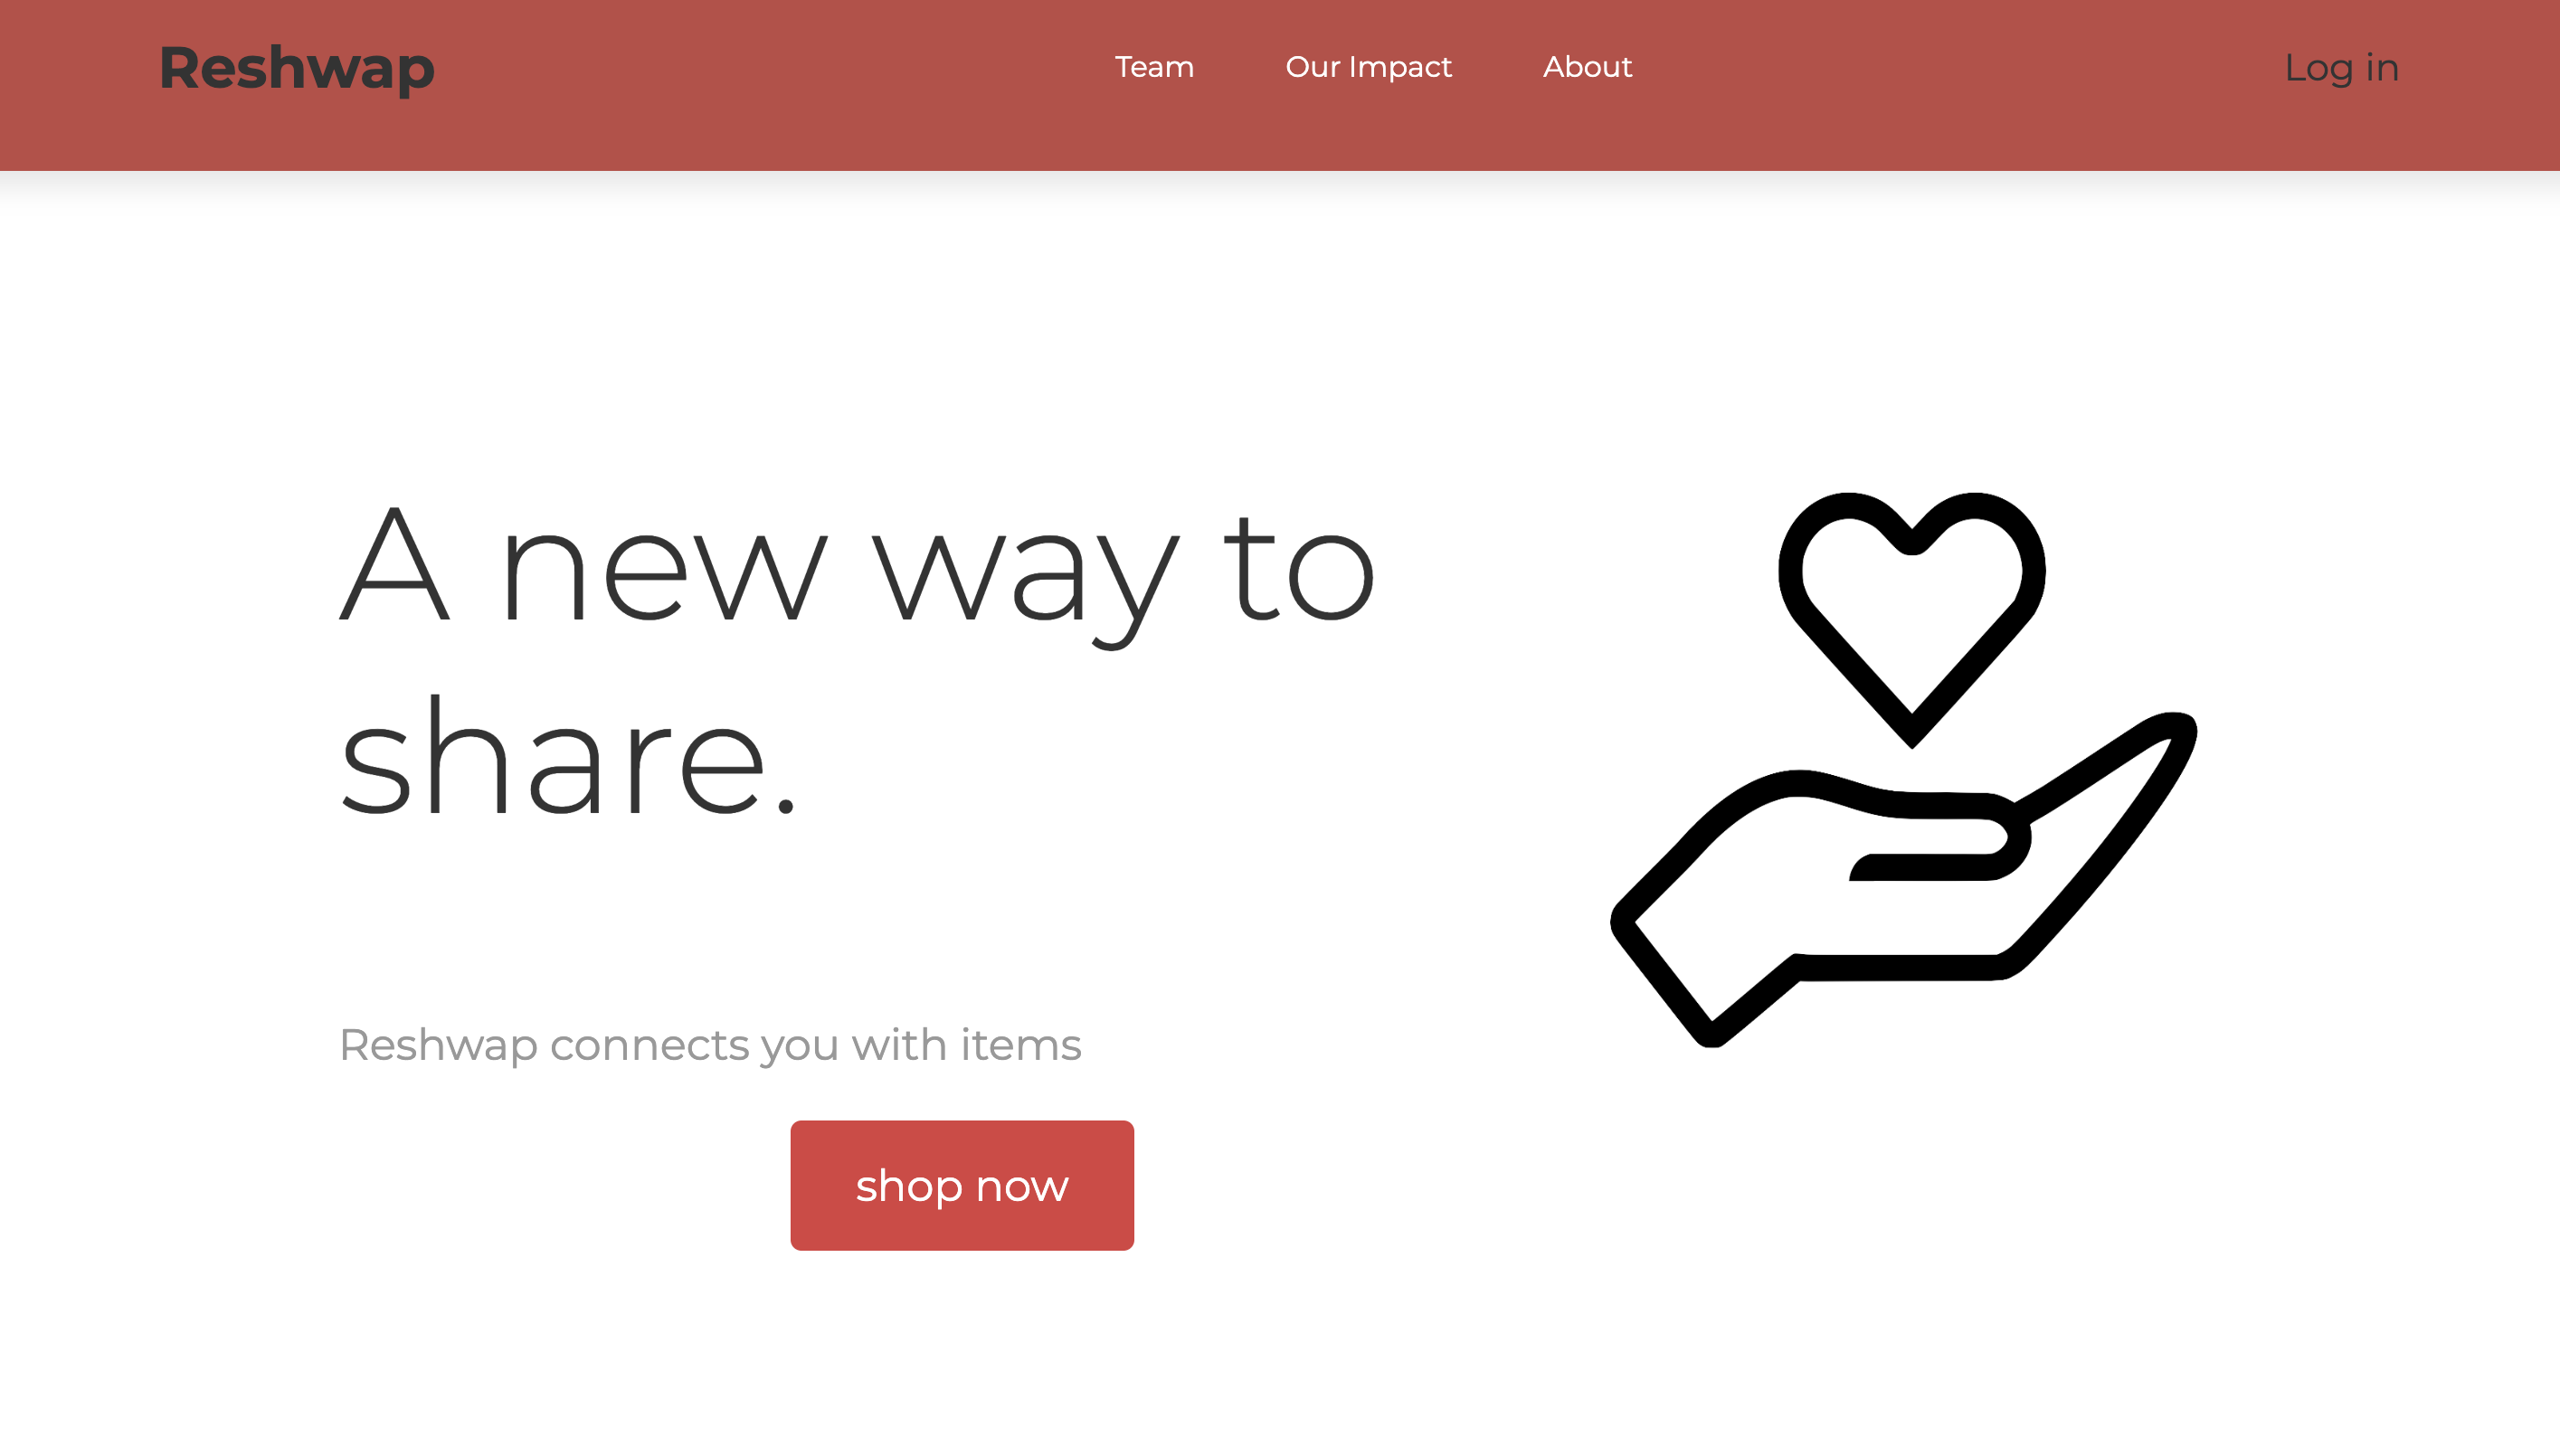 Reshwap
Team
Our Impact
About
Log in
A new way to
share.
Reshwap connects you with items
shop now